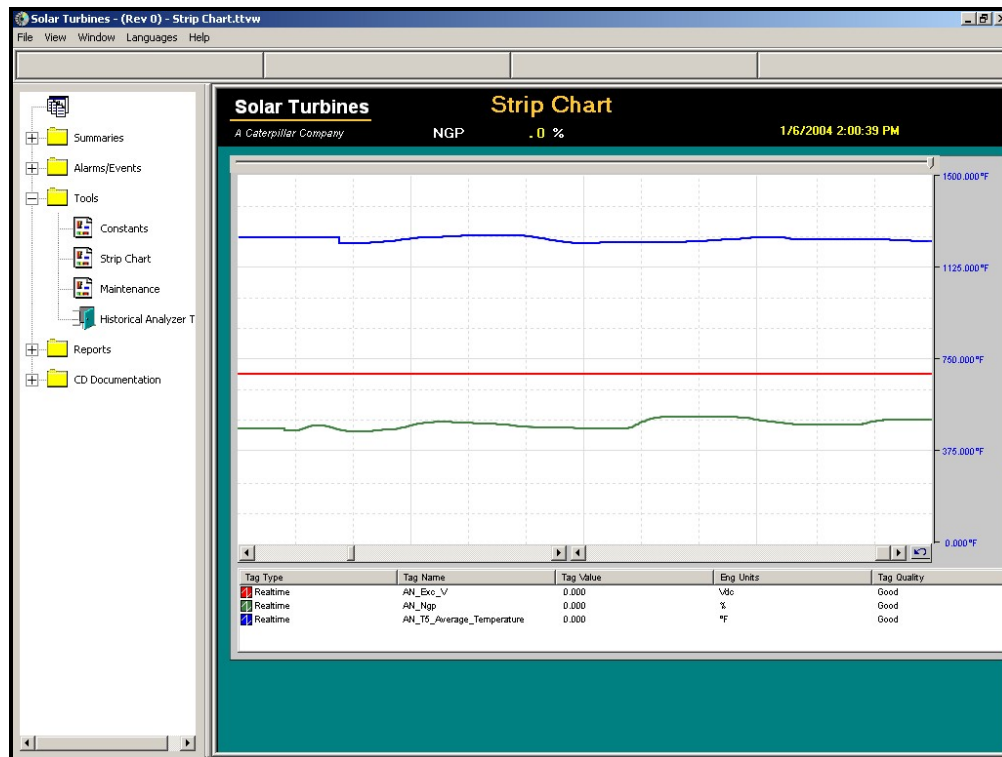 Solar Turbines - (Rev 0) - Strip Chart.ttvw
File View Window Languages Help
Summaries
Alarms/Events
Tools
Constants
Strip Chart
Maintenance
Historical Analyzer T
Reports
CD Documentation
Solar Turbines Strip Chart
A Caterpillar Company NGP .0 % 1/6/2004 2:00:39 PM
1500.000°F
1125.000°F
750.000°F
375.000°F
0.000°F
Tag Type Tag Name Tag Value Eng Units Tag Quality
Realtime AN_Exc_V 0.000 Vdc Good
Realtime AN_Ngp 0.000 % Good
Realtime AN_T5_Average_Temperature 0.000 °F Good